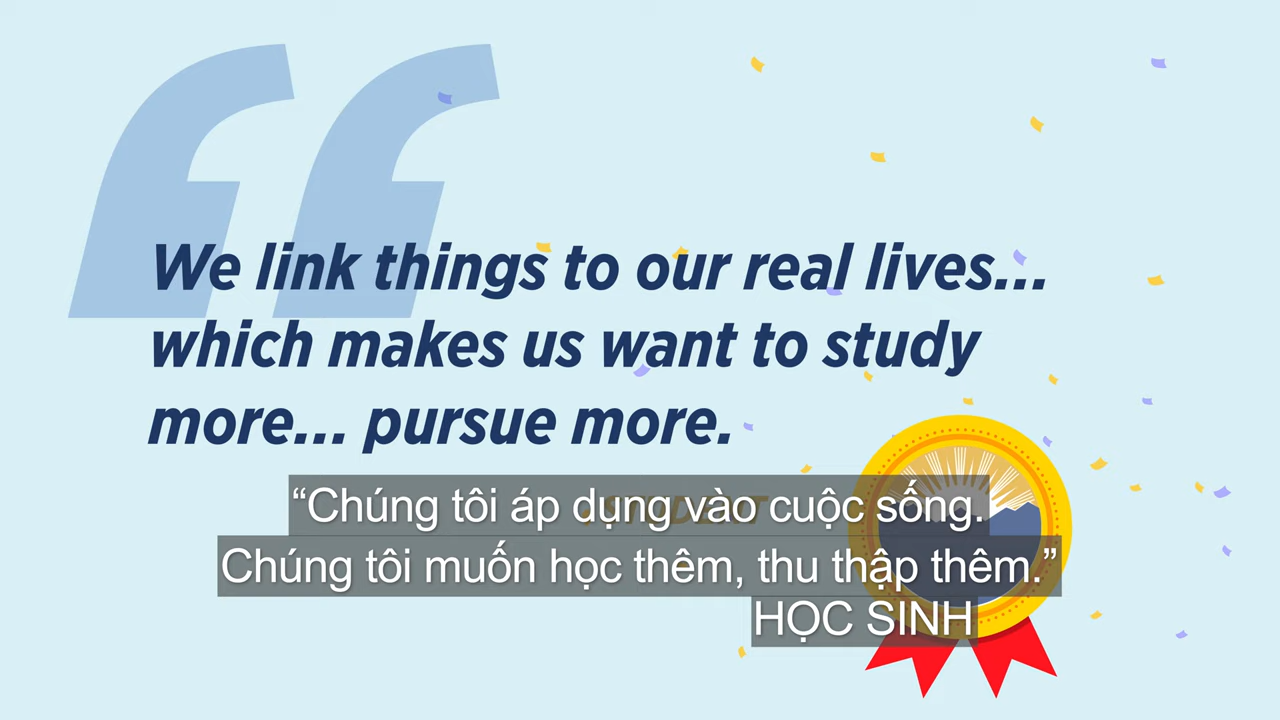 We link things to our real lives...
which makes us want to study
more... pursue more.
“Chúng tôi áp dụng vào cuộc sống.
Chúng tôi muốn học thêm, thu thập thêm.”
HỌC SINH